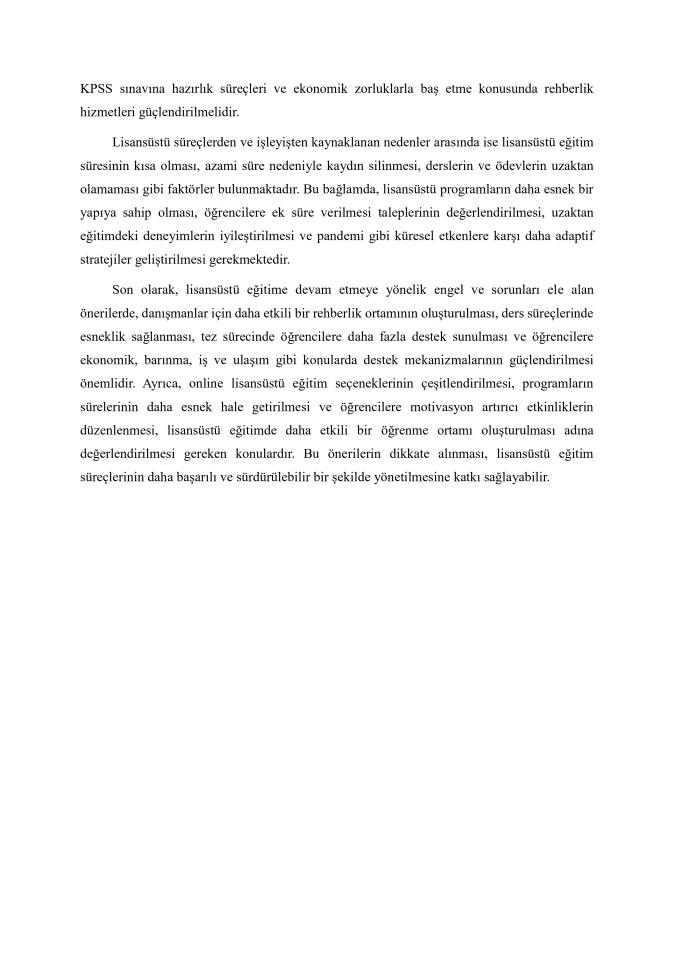 KPSS sınavına hazırlık süreçleri ve ekonomik zorluklarla baş etme konusunda rehberlik
hizmetleri güçlendirilmelidir.
Lisansüstü süreçlerden ve işleyişten kaynaklanan nedenler arasında ise lisansüstü eğitim
süresinin kısa olması, azami süre nedeniyle kaydın silinmesi, derslerin ve ödevlerin uzaktan
olamaması gibi faktörler bulunmaktadır. Bu bağlamda, lisansüstü programların daha esnek bir
yapıya sahip olması, öğrencilere ek süre verilmesi taleplerinin değerlendirilmesi, uzaktan
eğitimdeki deneyimlerin iyileştirilmesi ve pandemi gibi küresel etkenlere karşı daha adaptif
stratejiler geliştirilmesi gerekmektedir.
Son olarak, lisansüstü eğitime devam etmeye yönelik engel ve sorunları ele alan
önerilerde, danışmanlar için daha etkili bir rehberlik ortamının oluşturulması, ders süreçlerinde
esneklik sağlanması, tez sürecinde öğrencilere daha fazla destek sunulması ve öğrencilere
ekonomik, barınma, iş ve ulaşım gibi konularda destek mekanizmalarının güçlendirilmesi
önemlidir. Ayrıca, online lisansüstü eğitim seçeneklerinin çeşitlendirilmesi, programların
sürelerinin daha esnek hale getirilmesi ve öğrencilere motivasyon artırıcı etkinliklerin
düzenlenmesi, lisansüstü eğitimde daha etkili bir öğrenme ortamı oluşturulması adına
değerlendirilmesi gereken konulardır. Bu önerilerin dikkate alınması, lisansüstü eğitim
süreçlerinin daha başarılı ve sürdürülebilir bir şekilde yönetilmesine katkı sağlayabilir.